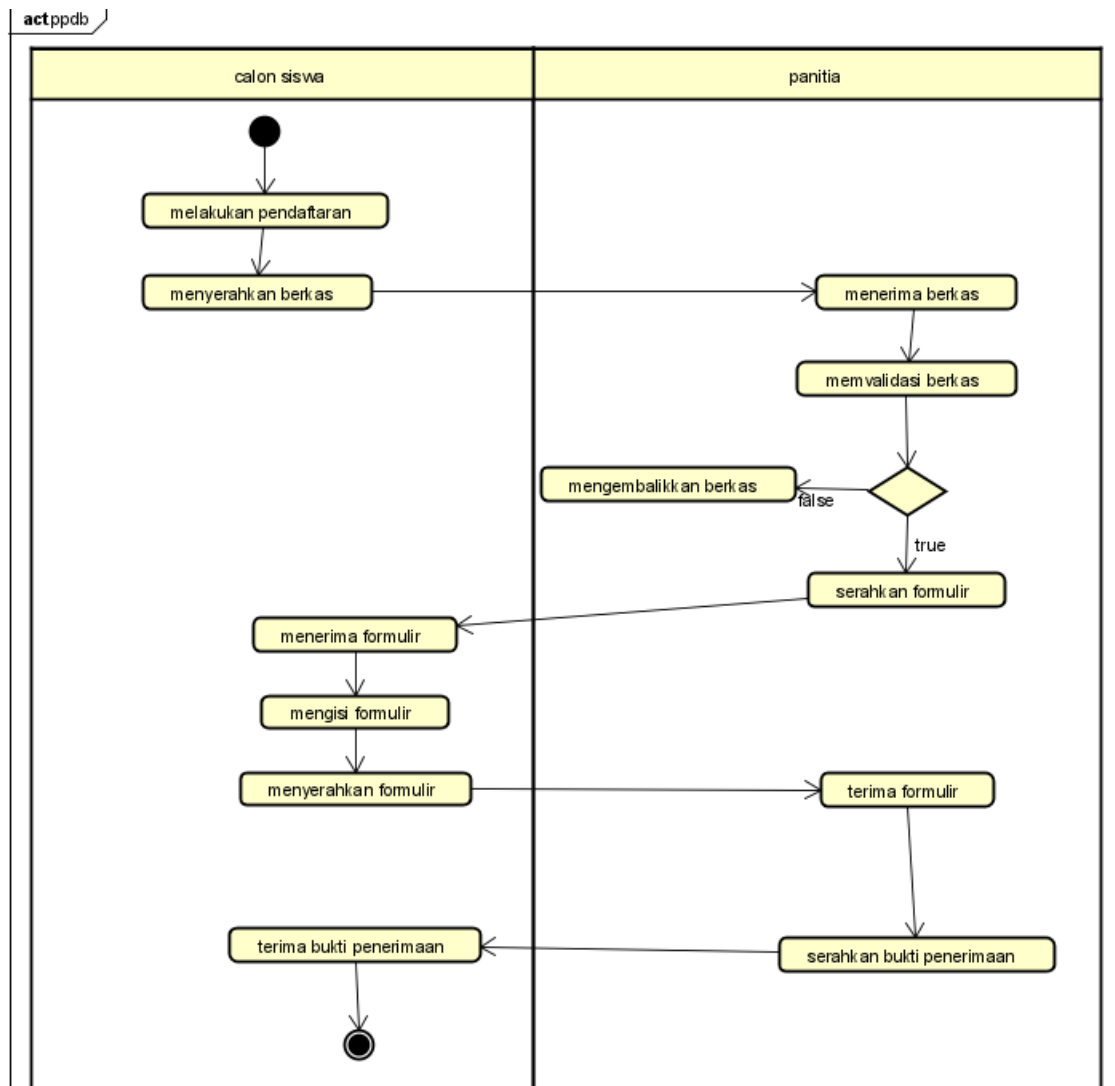 act ppdb
calon siswa
panitia
melakukan pendaftaran
menyerahkan berkas
menerima berkas
memvalidasi berkas
mengembalikkan berkas
false
true
serahkan formulir
menerima formulir
mengisi formulir
menyerahkan formulir
terima formulir
terima bukti penerimaan
serahkan bukti penerimaan